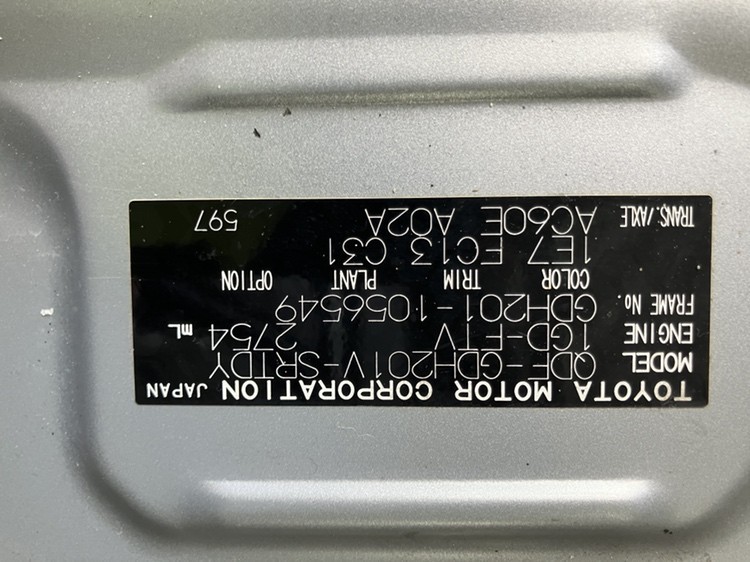 TOYOTA MOTOR CORPORATION JAPAN
MODEL QDF-GDH201V-SRTDY
ENGINE 1GD-FTV 2754 mL
FRAME No. GDH201-1056549
COLOR TRIM PLANT OPTION
1E7 FC13 C31
TRANS./AXLE AC60E A02A 597